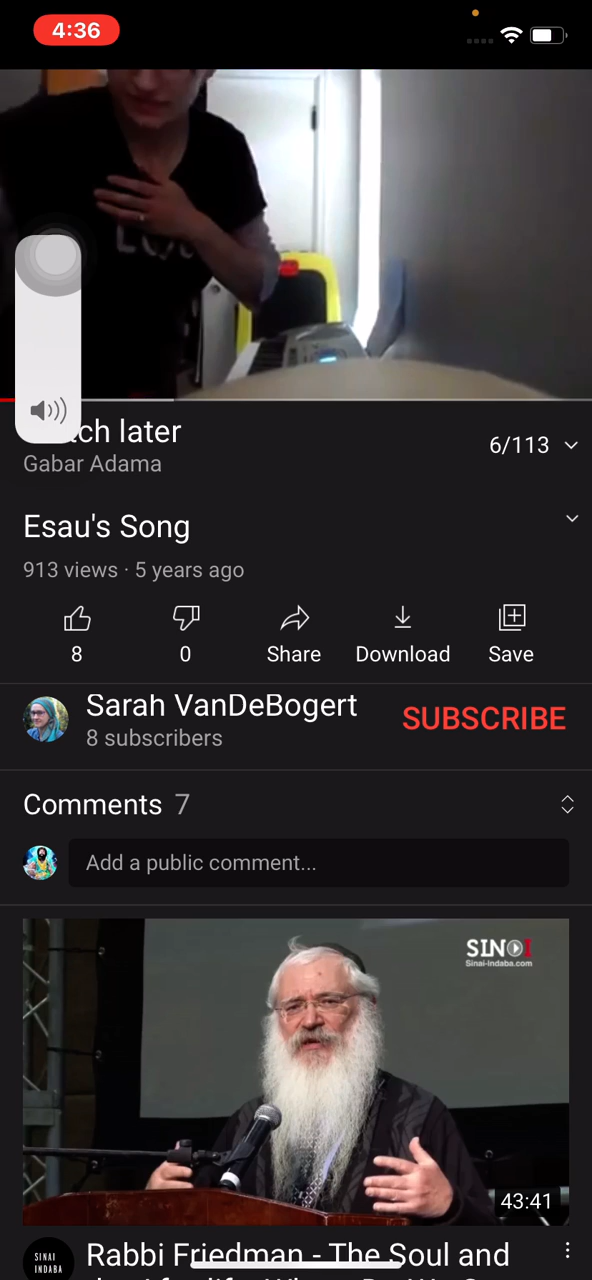 4:36
Watch later
6/113
Gabar Adama
Esau's Song
913 views · 5 years ago
8
0
Share
Download
Save
Sarah VanDeBogert
SUBSCRIBE
8 subscribers
Comments 7
Add a public comment...
SINAI
Sinai-Indaba.com
43:41
SINAI
INDABA
Rabbi Friedman - The Soul and